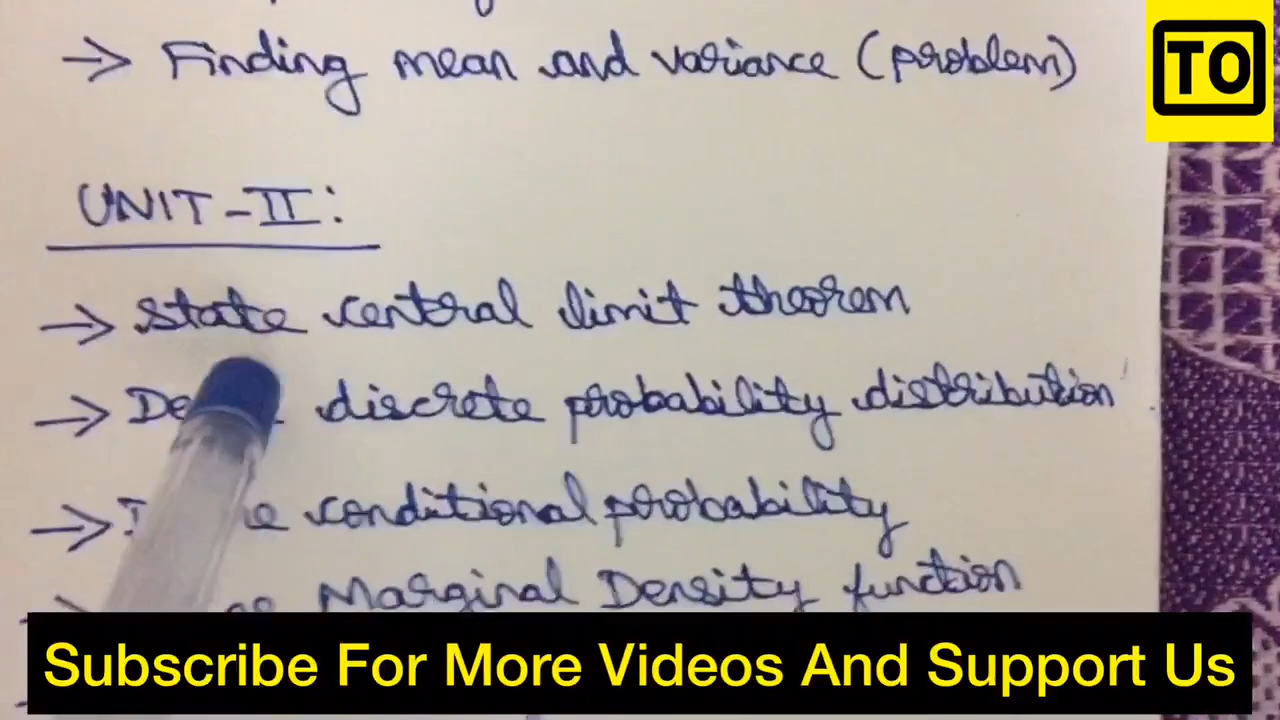 → Finding mean and variance (problem)
TO
UNIT-II:
→ State central limit theorem
→ discrete probability distribution
→ conditional probability
Marginal Density function
Subscribe For More Videos And Support Us